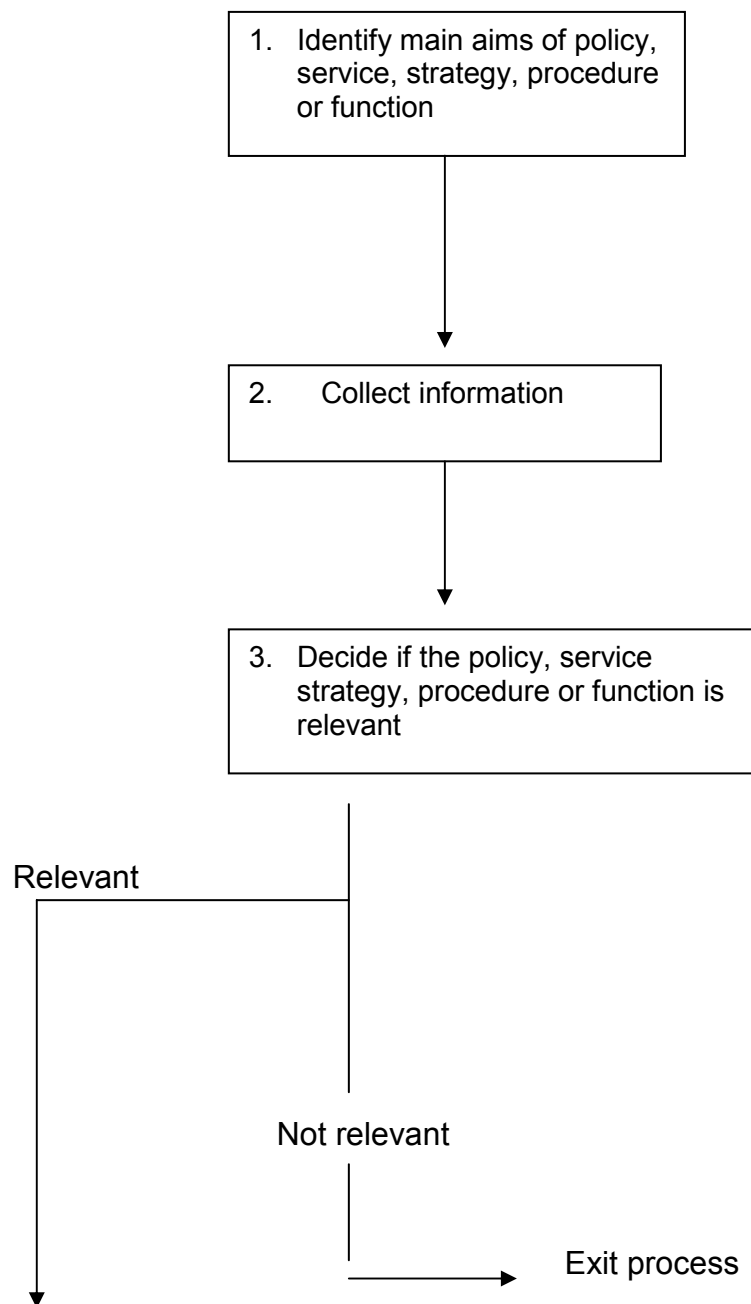 1. Identify main aims of policy,
service, strategy, procedure
or function
2. Collect information
3. Decide if the policy, service
strategy, procedure or function is
relevant
Relevant
Not relevant
Exit process